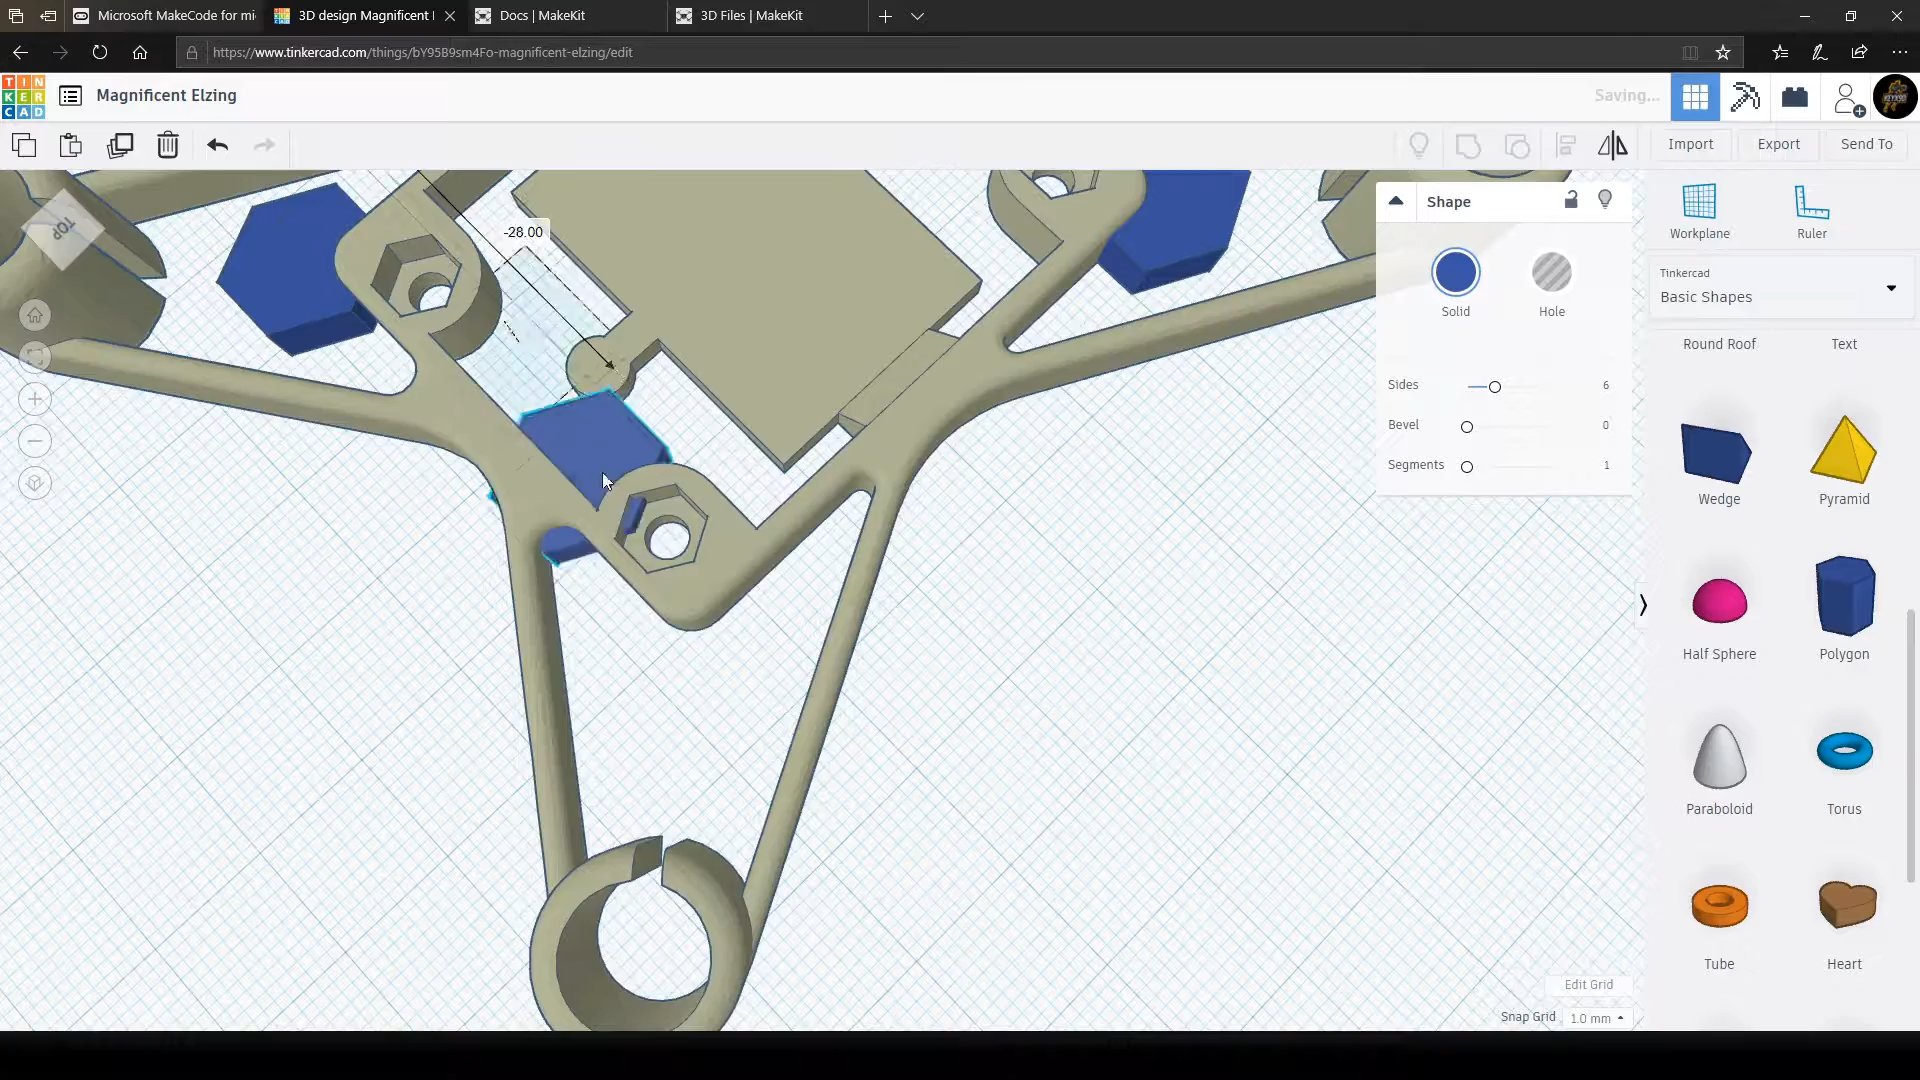 Microsoft MakeCode for mi
3D design Magnificent
Docs | MakeKit
3D Files | MakeKit
https://www.tinkercad.com/things/bY95B9sm4Fo-magnificent-elzing/edit
TIN
KER
CAD
Magnificent Elzing
Saving...
Import
Export
Send To
TOP
-28.00
Shape
Solid
Hole
Sides
6
Bevel
0
Segments
1
Workplane
Ruler
Tinkercad
Basic Shapes
Round Roof
Text
Wedge
Pyramid
Half Sphere
Polygon
Paraboloid
Torus
Tube
Heart
Edit Grid
Snap Grid
1.0 mm